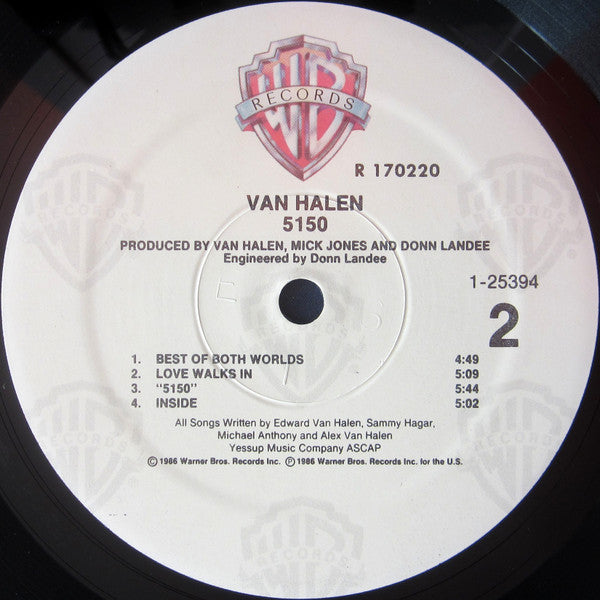 WB
RECORDS
R 170220
VAN HALEN
5150
PRODUCED BY VAN HALEN, MICK JONES AND DONN LANDEE
Engineered by Donn Landee
1-25394
2
1. BEST OF BOTH WORLDS 4:49
2. LOVE WALKS IN 5:09
3. “5150” 5:44
4. INSIDE 5:02
All Songs Written by Edward Van Halen, Sammy Hagar,
Michael Anthony and Alex Van Halen
Yessup Music Company ASCAP
©1986 Warner Bros. Records Inc. ℗1986 Warner Bros. Records Inc. for the U.S.